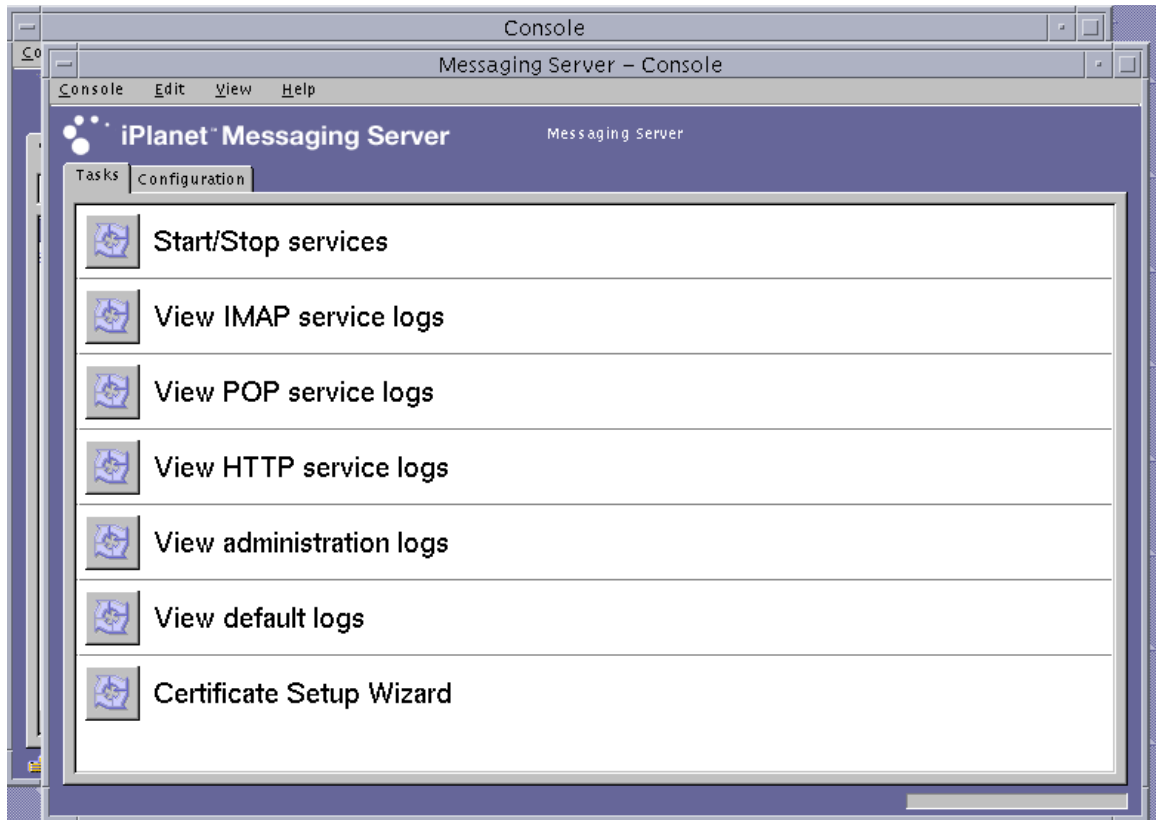 Console
Co
Messaging Server – Console
Console Edit View Help
iPlanet™ Messaging Server Messaging Server
Tasks Configuration
Start/Stop services
View IMAP service logs
View POP service logs
View HTTP service logs
View administration logs
View default logs
Certificate Setup Wizard